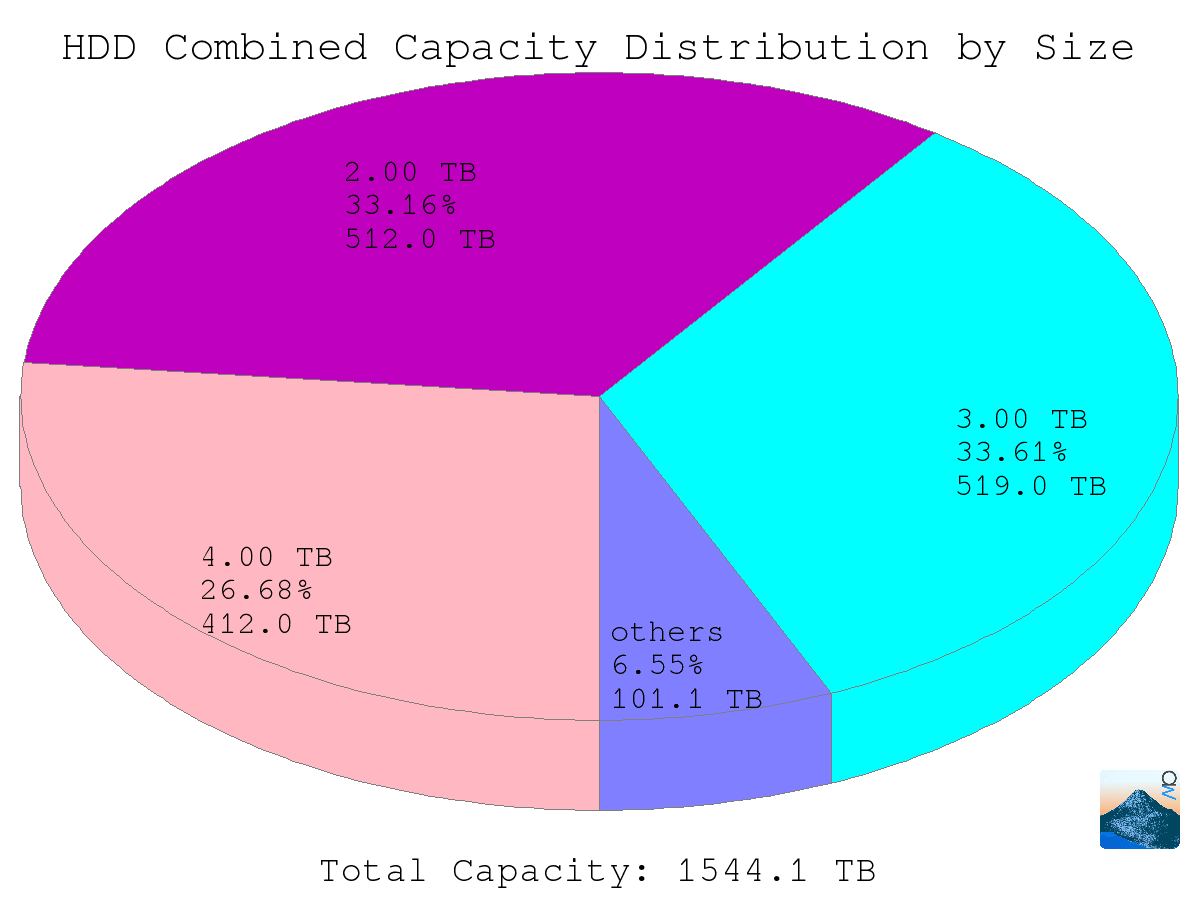 HDD Combined Capacity Distribution by Size
2.00 TB
33.16%
512.0 TB
3.00 TB
33.61%
519.0 TB
4.00 TB
26.68%
412.0 TB
others
6.55%
101.1 TB
Total Capacity: 1544.1 TB